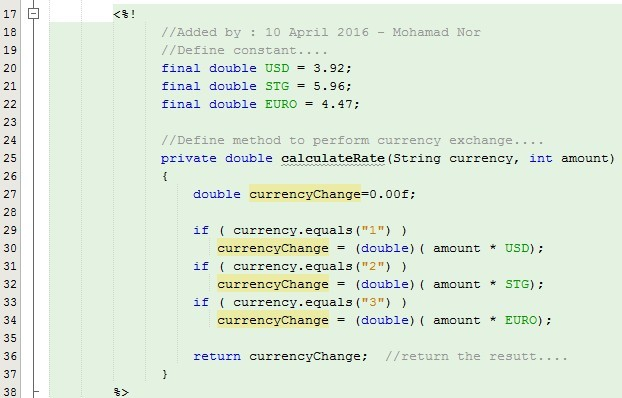 17 <%!
18 //Added by : 10 April 2016 - Mohamad Nor
19 //Define constant....
20 final double USD = 3.92;
21 final double STG = 5.96;
22 final double EURO = 4.47;
23
24 //Define method to perform currency exchange....
25 private double calculateRate(String currency, int amount)
26 {
27 double currencyChange=0.00f;
28
29 if ( currency.equals("1") )
30 currencyChange = (double)( amount * USD);
31 if ( currency.equals("2") )
32 currencyChange = (double)( amount * STG);
33 if ( currency.equals("3") )
34 currencyChange = (double)( amount * EURO);
35
36 return currencyChange; //return the resutt....
37 }
38 %>